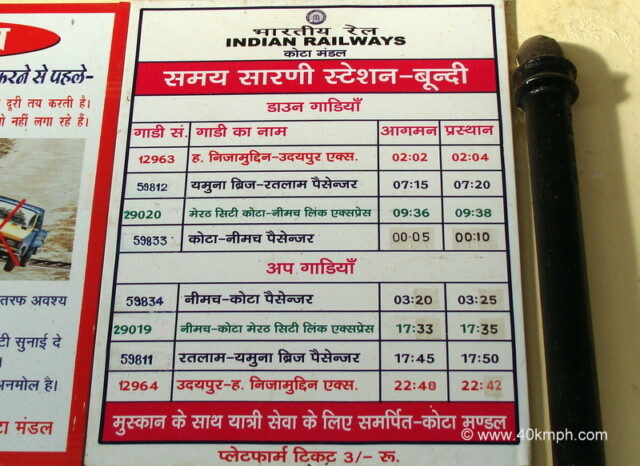 भारतीय रेल
INDIAN RAILWAYS
कोटा मंडल
समय सारणी स्टेशन-बून्दी
डाउन गाडियाँ
गाडी सं. गाडी का नाम आगमन प्रस्थान
12963 ह. निजामुद्दिन-उदयपुर एक्स. 02:02 02:04
59812 यमुना ब्रिज-रतलाम पैसेन्जर 07:15 07:20
29020 मेरठ सिटी कोटा-नीमच लिंक एक्सप्रेस 09:36 09:38
59833 कोटा-नीमच पैसेन्जर 00:05 00:10
अप गाडियाँ
59834 नीमच-कोटा पैसेन्जर 03:20 03:25
29019 नीमच-कोटा मेरठ सिटी लिंक एक्सप्रेस 17:33 17:35
59811 रतलाम-यमुना ब्रिज पैसेन्जर 17:45 17:50
12964 उदयपुर-ह. निजामुद्दिन एक्स. 22:40 22:42
मुस्कान के साथ यात्री सेवा के लिए समर्पित-कोटा मण्डल
प्लेटफार्म टिकट 3/- रू.
करने से पहले-
दूरी तय करती है।
नहीं लगा रहे हैं।
तरफ अवश्य
सुनाई दे
अनमोल है।
मंडल
© www.40kmph.com